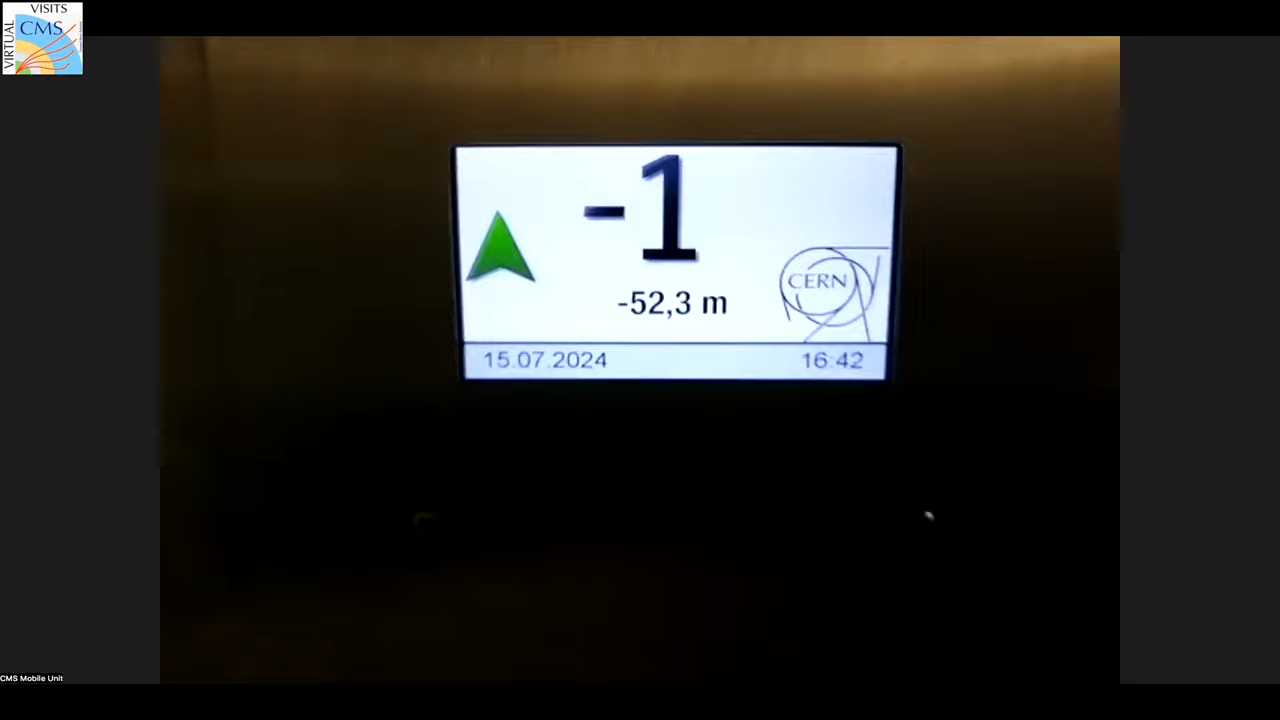 VISITS
VIRTUAL
CMS
-1
-52,3 m
CERN
15.07.2024 16:42
CMS Mobile Unit